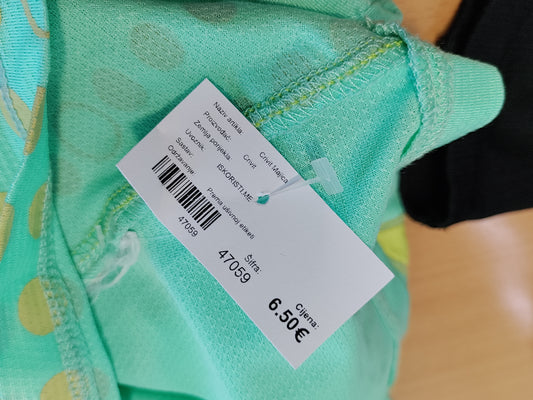 Naziv artikla: Crivit Majica
Proizvođač: Crivit
Zemlja porijekla:
Uvoznik: ISKORISTI.ME
Sastav:
Održavanje: Prema ušivnoj etiketi
47059
Šifra:
47059
Cijena:
6.50€